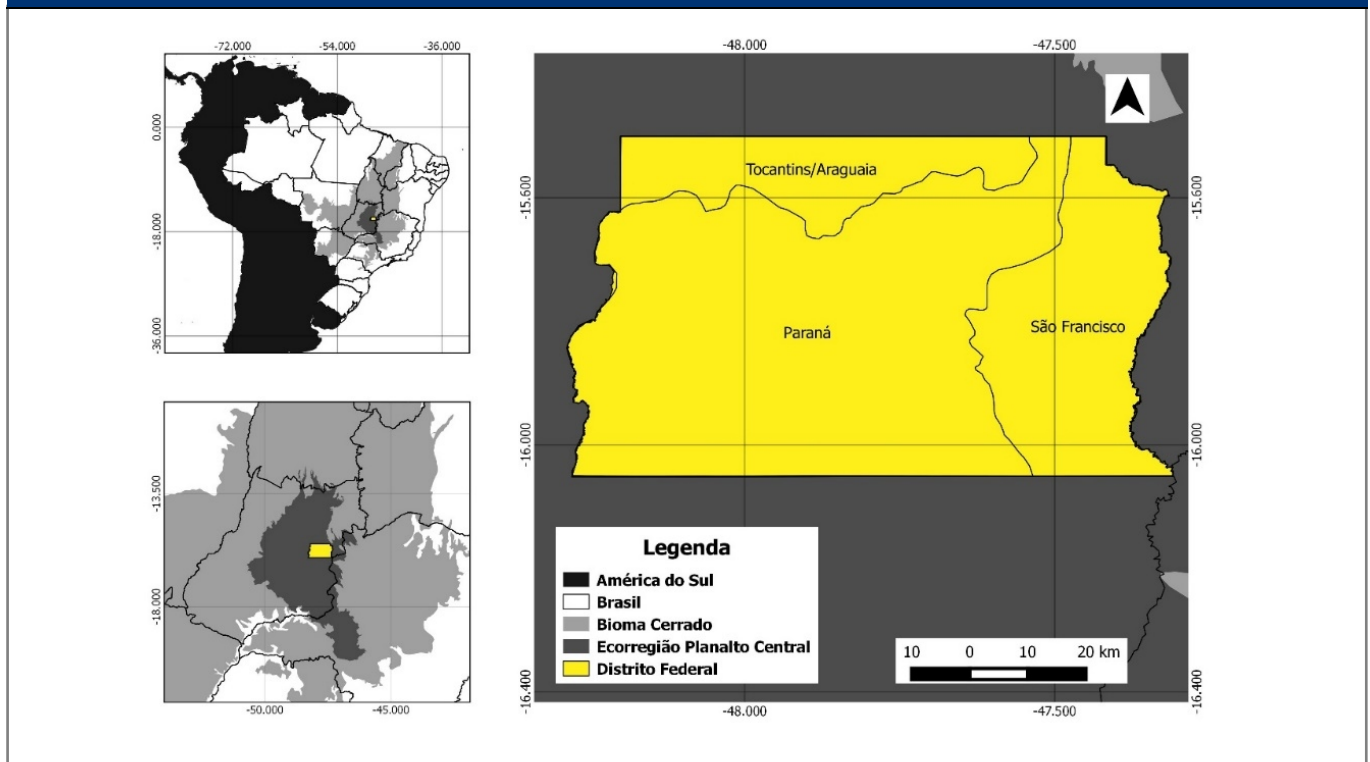 -72.000
-54.000
-36.000
0.000
-18.000
-36.000
-13.500
-18.000
-50.000
-45.000
-48.000
-47.500
-15.600
-16.000
-16.400
-15.600
-16.000
-16.400
-48.000
-47.500
Tocantins/Araguaia
Paraná
São Francisco
Legenda
América do Sul
Brasil
Bioma Cerrado
Ecorregião Planalto Central
Distrito Federal
10 0 10 20 km